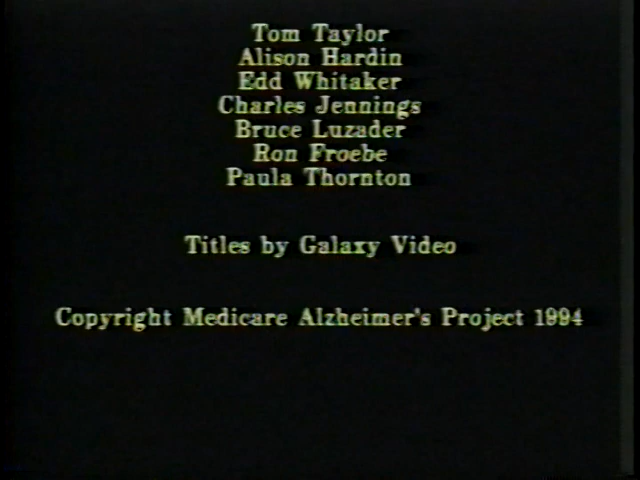 Tom Taylor
Alison Hardin
Edd Whitaker
Charles Jennings
Bruce Luzader
Ron Froebe
Paula Thornton
Titles by Galaxy Video
Copyright Medicare Alzheimer's Project 1994